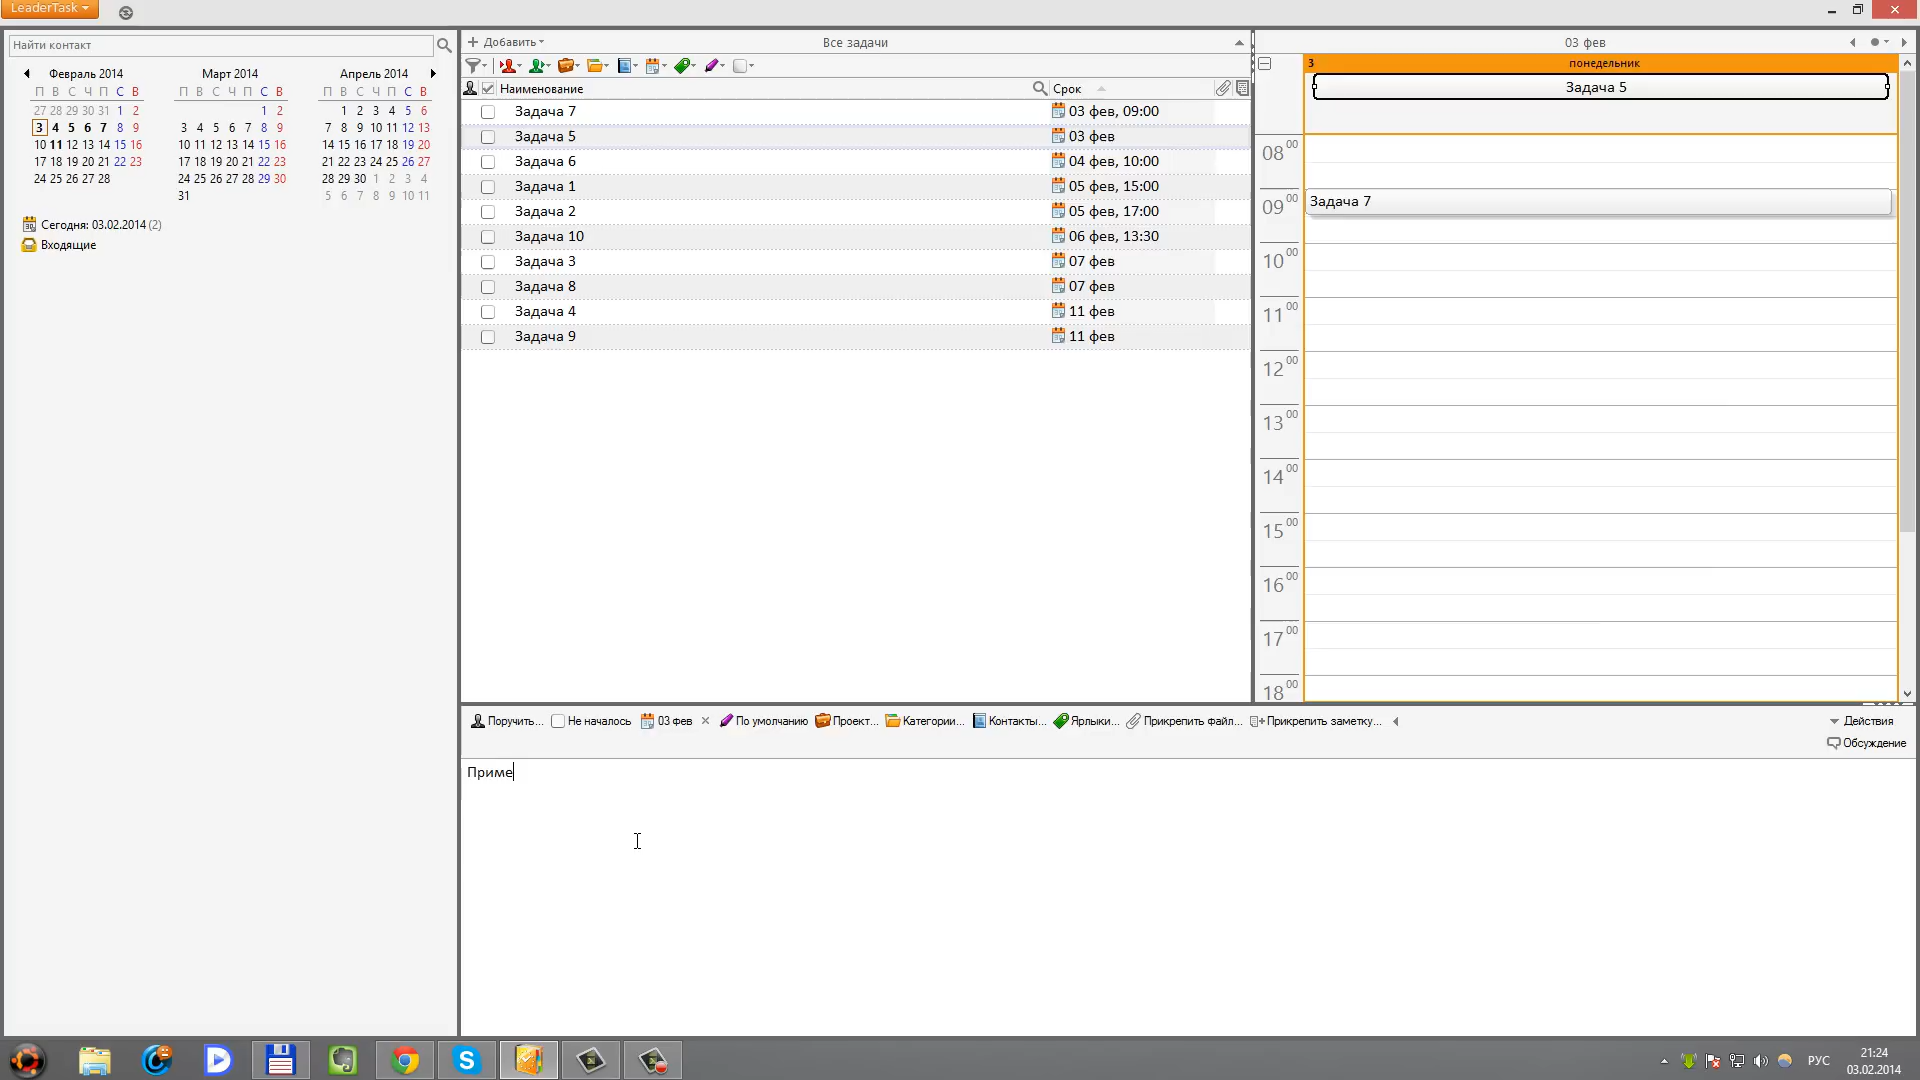 LeaderTask
Найти контакт
Февраль 2014 Март 2014 Апрель 2014
П В С Ч П С В П В С Ч П С В П В С Ч П С В
27 28 29 30 31 1 2 1 2 1 2 3 4 5 6
3 4 5 6 7 8 9 3 4 5 6 7 8 9 7 8 9 10 11 12 13
10 11 12 13 14 15 16 10 11 12 13 14 15 16 14 15 16 17 18 19 20
17 18 19 20 21 22 23 17 18 19 20 21 22 23 21 22 23 24 25 26 27
24 25 26 27 28 24 25 26 27 28 29 30 28 29 30 1 2 3 4
31 5 6 7 8 9 10 11
Сегодня: 03.02.2014 (2)
Входящие
Добавить
Все задачи
Наименование Срок
Задача 7 03 фев, 09:00
Задача 5 03 фев
Задача 6 04 фев, 10:00
Задача 1 05 фев, 15:00
Задача 2 05 фев, 17:00
Задача 10 06 фев, 13:30
Задача 3 07 фев
Задача 8 07 фев
Задача 4 11 фев
Задача 9 11 фев
03 фев
3 понедельник
Задача 5
08 00
09 00 Задача 7
10 00
11 00
12 00
13 00
14 00
15 00
16 00
17 00
18 00
Поручить... Не началось 03 фев По умолчанию Проект... Категории... Контакты... Ярлыки... Прикрепить файл... Прикрепить заметку... Действия
Обсуждение
Приме
РУС
21:24
03.02.2014